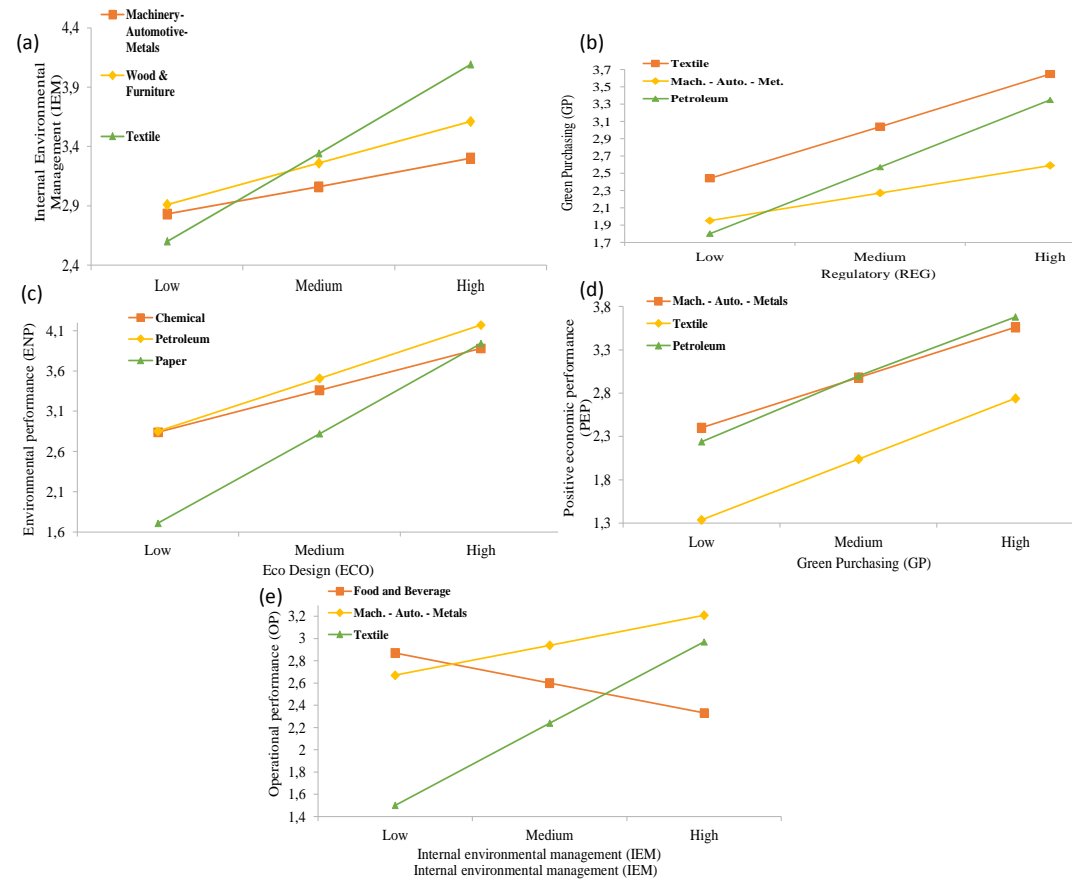 (a)
Machinery-
Automotive-
Metals
Wood &
Furniture
Textile
Internal Environmental
Management (IEM)
4,4
3,9
3,4
2,9
2,4
Low Medium High
(b)
Textile
Mach. - Auto. - Met.
Petroleum
Green Purchasing (GP)
3,7
3,5
3,3
3,1
2,9
2,7
2,5
2,3
2,1
1,9
1,7
Low Medium High
Regulatory (REG)
(c)
Chemical
Petroleum
Paper
Environmental performance (ENP)
4,1
3,6
3,1
2,6
2,1
1,6
Low Medium High
Eco Design (ECO)
(d)
Mach. - Auto. - Metals
Textile
Petroleum
Positive economic performance
(PEP)
3,8
3,3
2,8
2,3
1,8
1,3
Low Medium High
Green Purchasing (GP)
(e)
Food and Beverage
Mach. - Auto. - Metals
Textile
Operational performance (OP)
3,2
3
2,8
2,6
2,4
2,2
2
1,8
1,6
1,4
Low Medium High
Internal environmental management (IEM)
Internal environmental management (IEM)